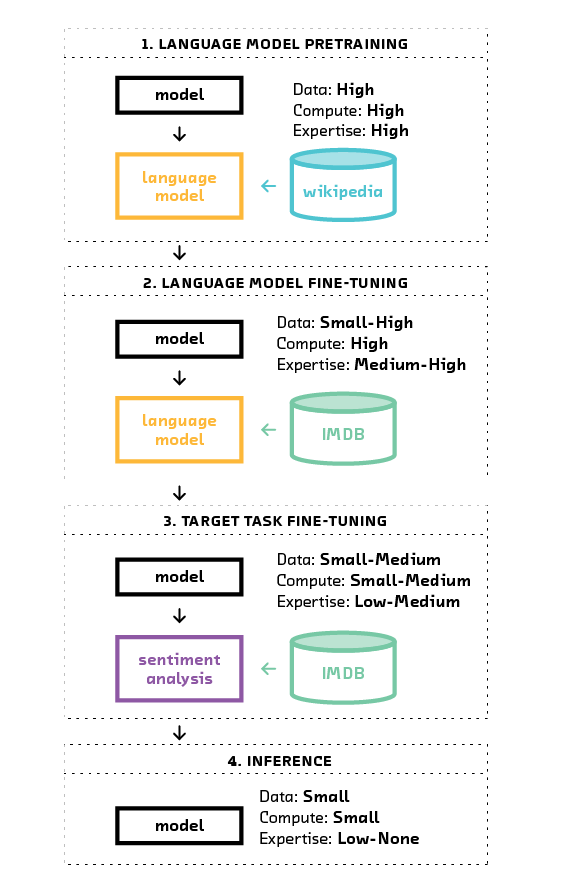 1. LANGUAGE MODEL PRETRAINING
model
Data: High
Compute: High
Expertise: High
language
model
wikipedia
2. LANGUAGE MODEL FINE-TUNING
model
Data: Small-High
Compute: High
Expertise: Medium-High
language
model
IMDB
3. TARGET TASK FINE-TUNING
model
Data: Small-Medium
Compute: Small-Medium
Expertise: Low-Medium
sentiment
analysis
IMDB
4. INFERENCE
model
Data: Small
Compute: Small
Expertise: Low-None